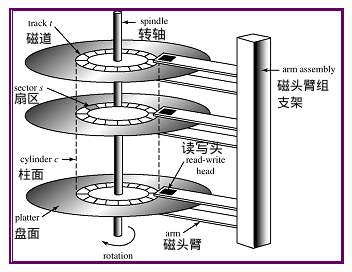 track t
磁道
spindle
转轴
sector s
扇区
arm assembly
磁头臂组
支架
cylinder c
柱面
读写头
read-write
head
platter
盘面
arm
磁头臂
rotation